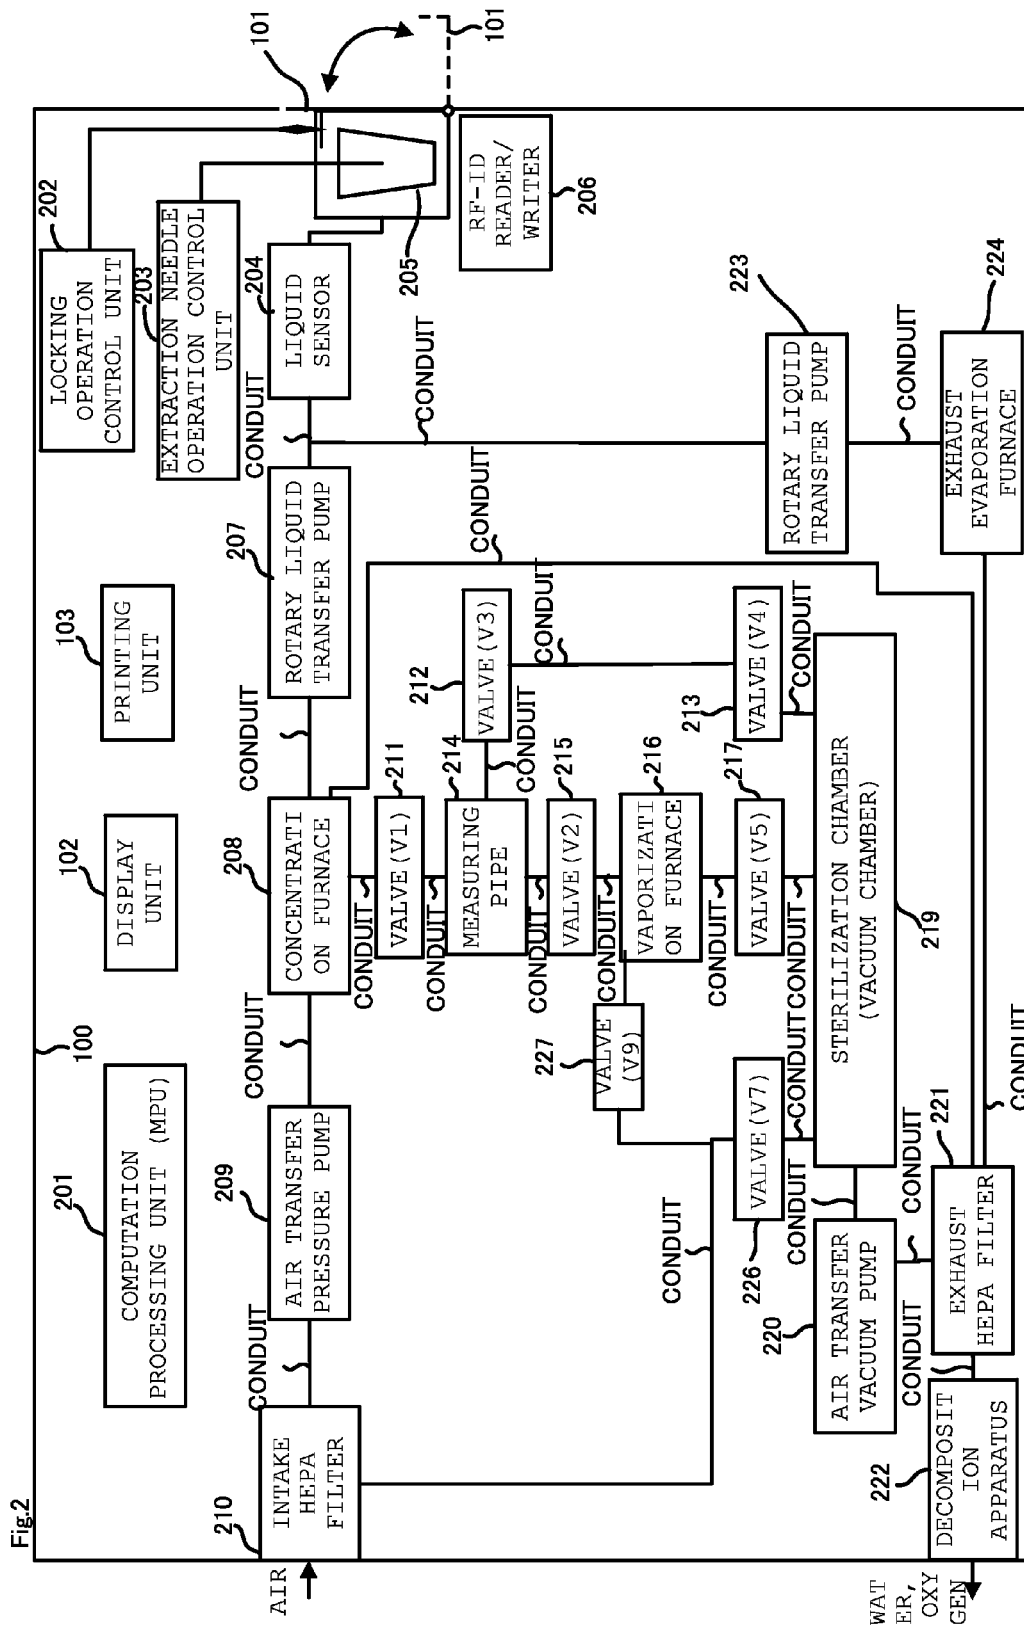 Fig.2
100
201
COMPUTATION
PROCESSING UNIT (MPU)
102
DISPLAY
UNIT
103
PRINTING
UNIT
202
LOCKING
OPERATION
CONTROL UNIT
203
EXTRACTION NEEDLE
OPERATION CONTROL
UNIT
101
101
AIR
210
INTAKE
HEPA
FILTER
CONDUIT
209
AIR TRANSFER
PRESSURE PUMP
CONDUIT
208
CONCENTRATI
ON FURNACE
CONDUIT
207
ROTARY LIQUID
TRANSFER PUMP
CONDUIT
204
LIQUID
SENSOR
205
RF-ID
READER/
WRITER
206
CONDUIT
211
VALVE(V1)
CONDUIT
214
MEASURING
PIPE
CONDUIT
212
VALVE(V3)
CONDUIT
CONDUIT
CONDUIT
CONDUIT
215
VALVE(V2)
CONDUIT
227
VALVE
(V9)
216
VAPORIZATI
ON FURNACE
CONDUIT
CONDUIT
226
VALVE(V7)
CONDUIT
217
VALVE(V5)
CONDUIT
213
VALVE(V4)
CONDUIT
223
ROTARY LIQUID
TRANSFER PUMP
CONDUIT
220
AIR TRANSFER
VACUUM PUMP
CONDUIT
STERILIZATION CHAMBER
(VACUUM CHAMBER)
219
CONDUIT
222
DECOMPOSIT
ION
APPARATUS
CONDUIT
221
EXHAUST
HEPA FILTER
CONDUIT
224
EXHAUST
EVAPORATION
FURNACE
WAT
ER,
OXY
GEN